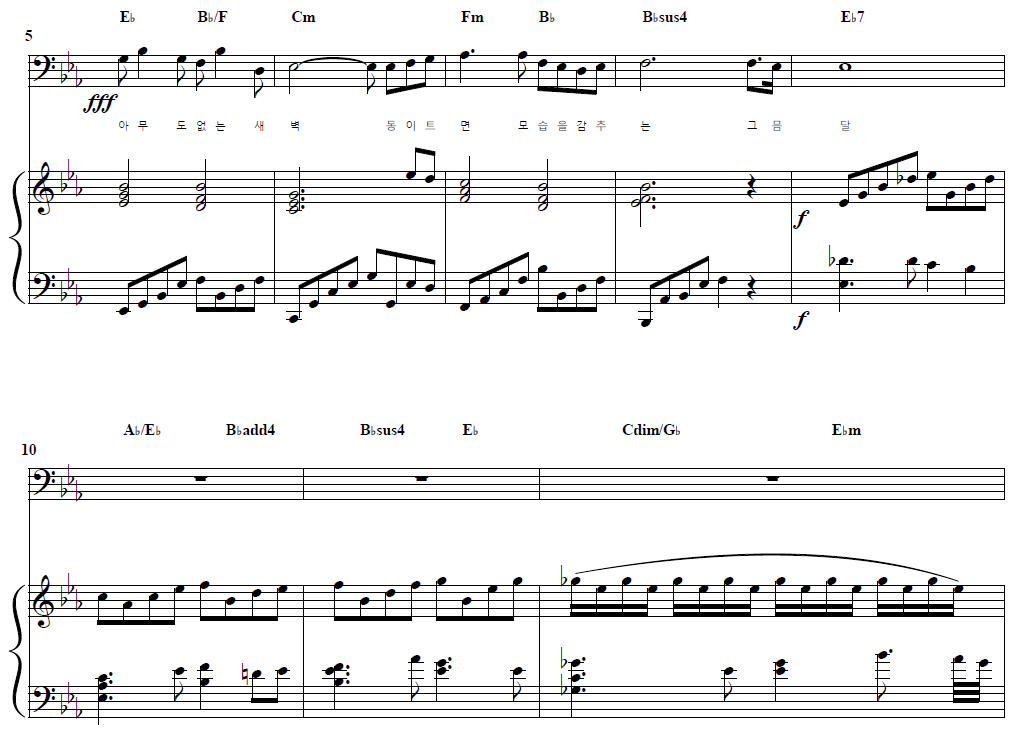 E♭ B♭/F Cm Fm B♭ B♭sus4 E♭7
5
fff
아 무 도 없 는 새 벽 동 이 트 면 모 습 을 감 추 는 그 믐 달
f
f
A♭/E♭ B♭add4 B♭sus4 E♭ Cdim/G♭ E♭m
10